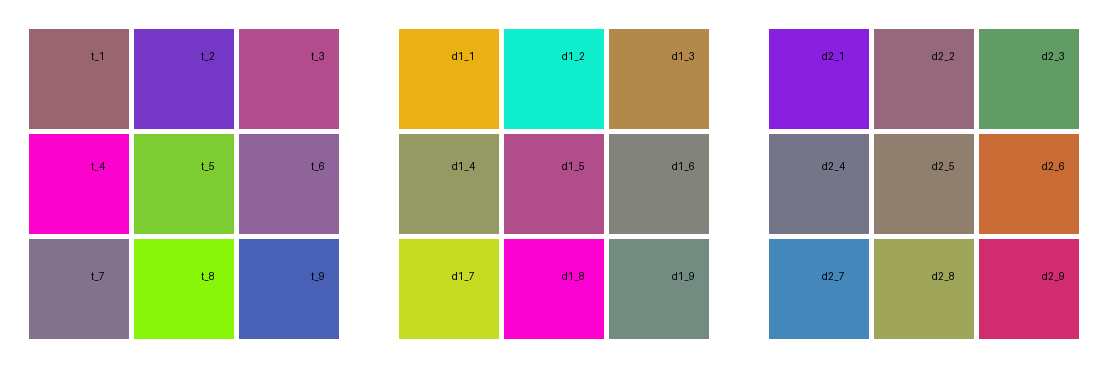 t_1 t_2 t_3 d1_1 d1_2 d1_3 d2_1 d2_2 d2_3
t_4 t_5 t_6 d1_4 d1_5 d1_6 d2_4 d2_5 d2_6
t_7 t_8 t_9 d1_7 d1_8 d1_9 d2_7 d2_8 d2_9